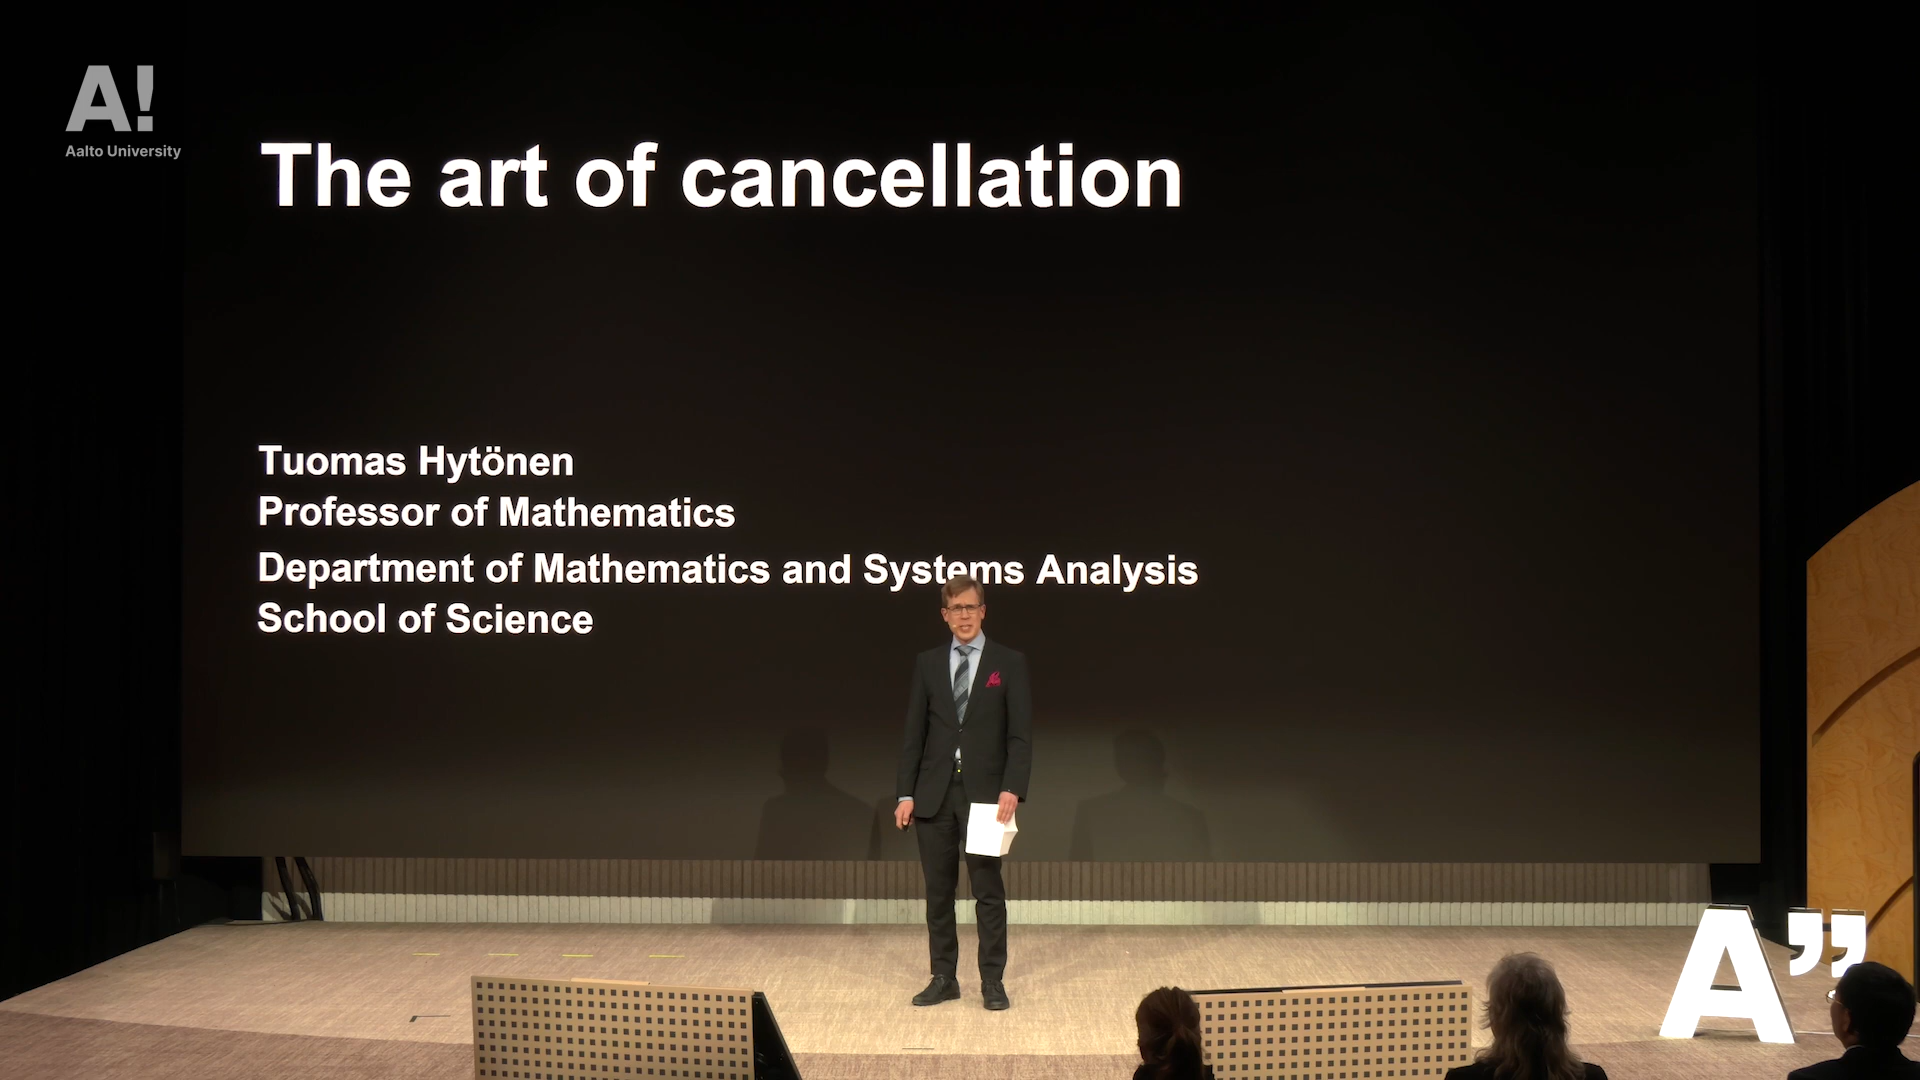 A!
Aalto University
The art of cancellation
Tuomas Hytönen
Professor of Mathematics
Department of Mathematics and Systems Analysis
School of Science
A”